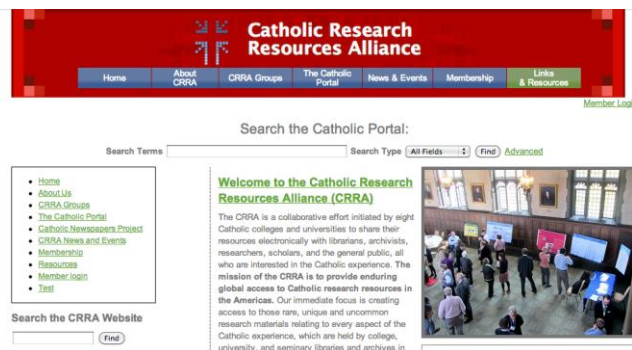 Catholic Research
Resources Alliance
Home
About
CRRA
CRRA Groups
The Catholic
Portal
News & Events
Membership
Links
& Resources
Member Logi
Search the Catholic Portal:
Search Terms
Search Type All Fields Find Advanced
Home
About Us
CRRA Groups
The Catholic Portal
Catholic Newspapers Project
CRRA News and Events
Membership
Resources
Member login
Test
Search the CRRA Website
Find
Welcome to the Catholic Research
Resources Alliance (CRRA)
The CRRA is a collaborative effort initiated by eight
Catholic colleges and universities to share their
resources electronically with librarians, archivists,
researchers, scholars, and the general public, all
who are interested in the Catholic experience. The
mission of the CRRA is to provide enduring
global access to Catholic research resources in
the Americas. Our immediate focus is creating
access to those rare, unique and uncommon
research materials relating to every aspect of the
Catholic experience, which are held by college,
university, and seminary libraries and archives in